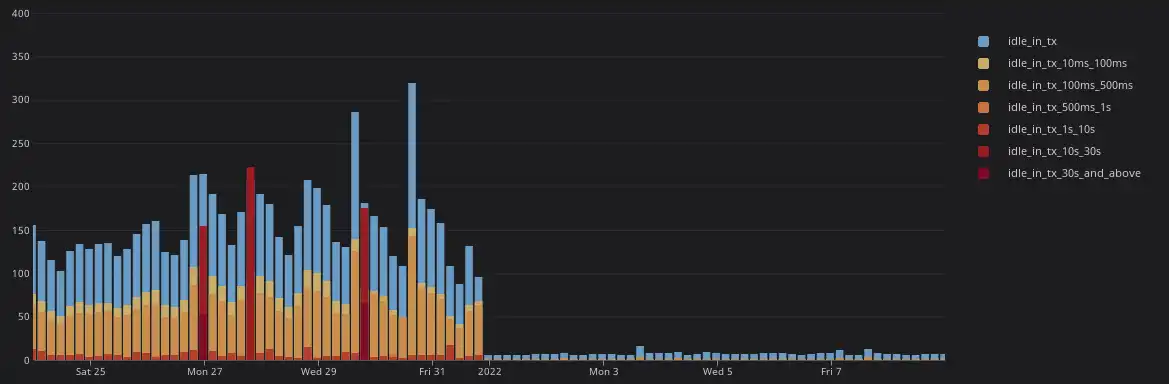 400
350
300
250
200
150
100
50
0
Sat 25 Mon 27 Wed 29 Fri 31 2022 Mon 3 Wed 5 Fri 7
idle_in_tx
idle_in_tx_10ms_100ms
idle_in_tx_100ms_500ms
idle_in_tx_500ms_1s
idle_in_tx_1s_10s
idle_in_tx_10s_30s
idle_in_tx_30s_and_above